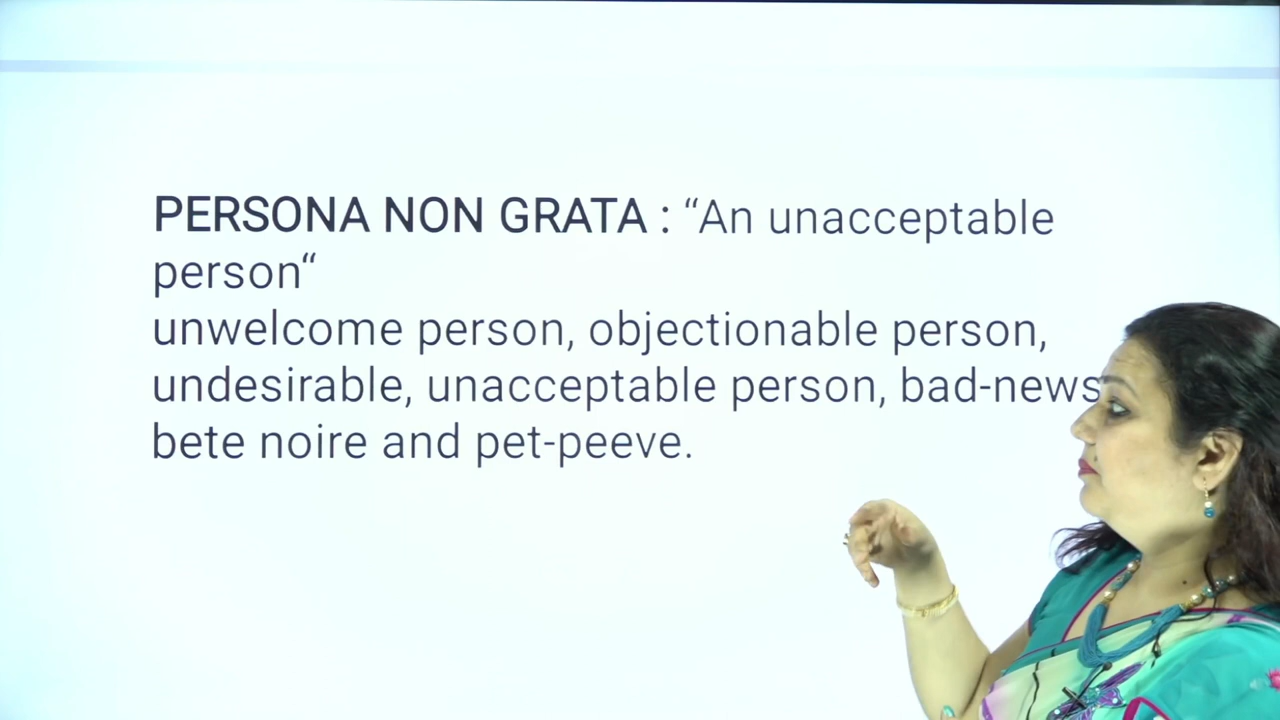 PERSONA NON GRATA : “An unacceptable
person“
unwelcome person, objectionable person,
undesirable, unacceptable person, bad-news
bete noire and pet-peeve.